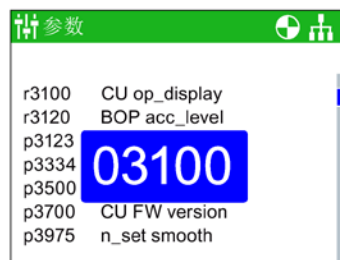 参数
r3100 CU op_display
r3120 BOP acc_level
p3123
p3334
p3500
03100
p3700 CU FW version
p3975 n_set smooth